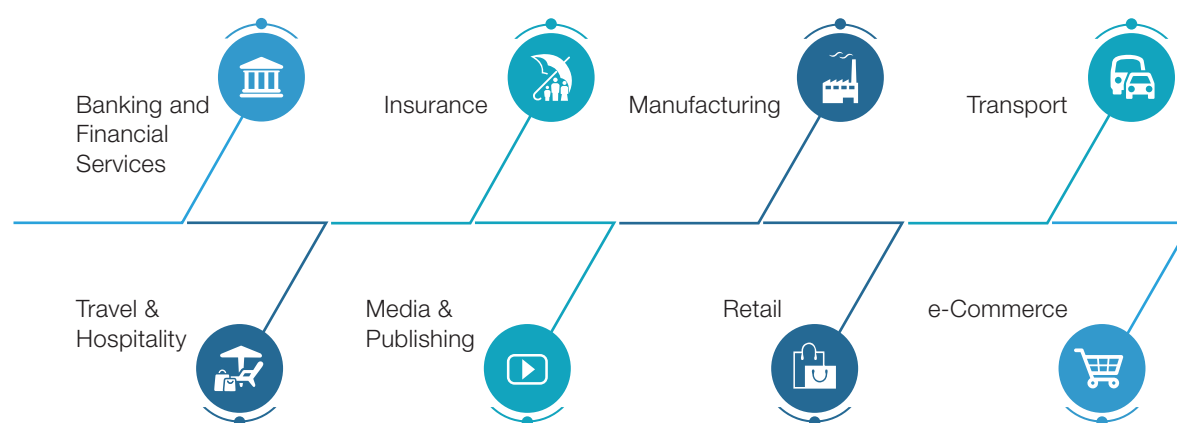 Banking and
Financial
Services
Insurance
Manufacturing
Transport
Travel &
Hospitality
Media &
Publishing
Retail
e-Commerce